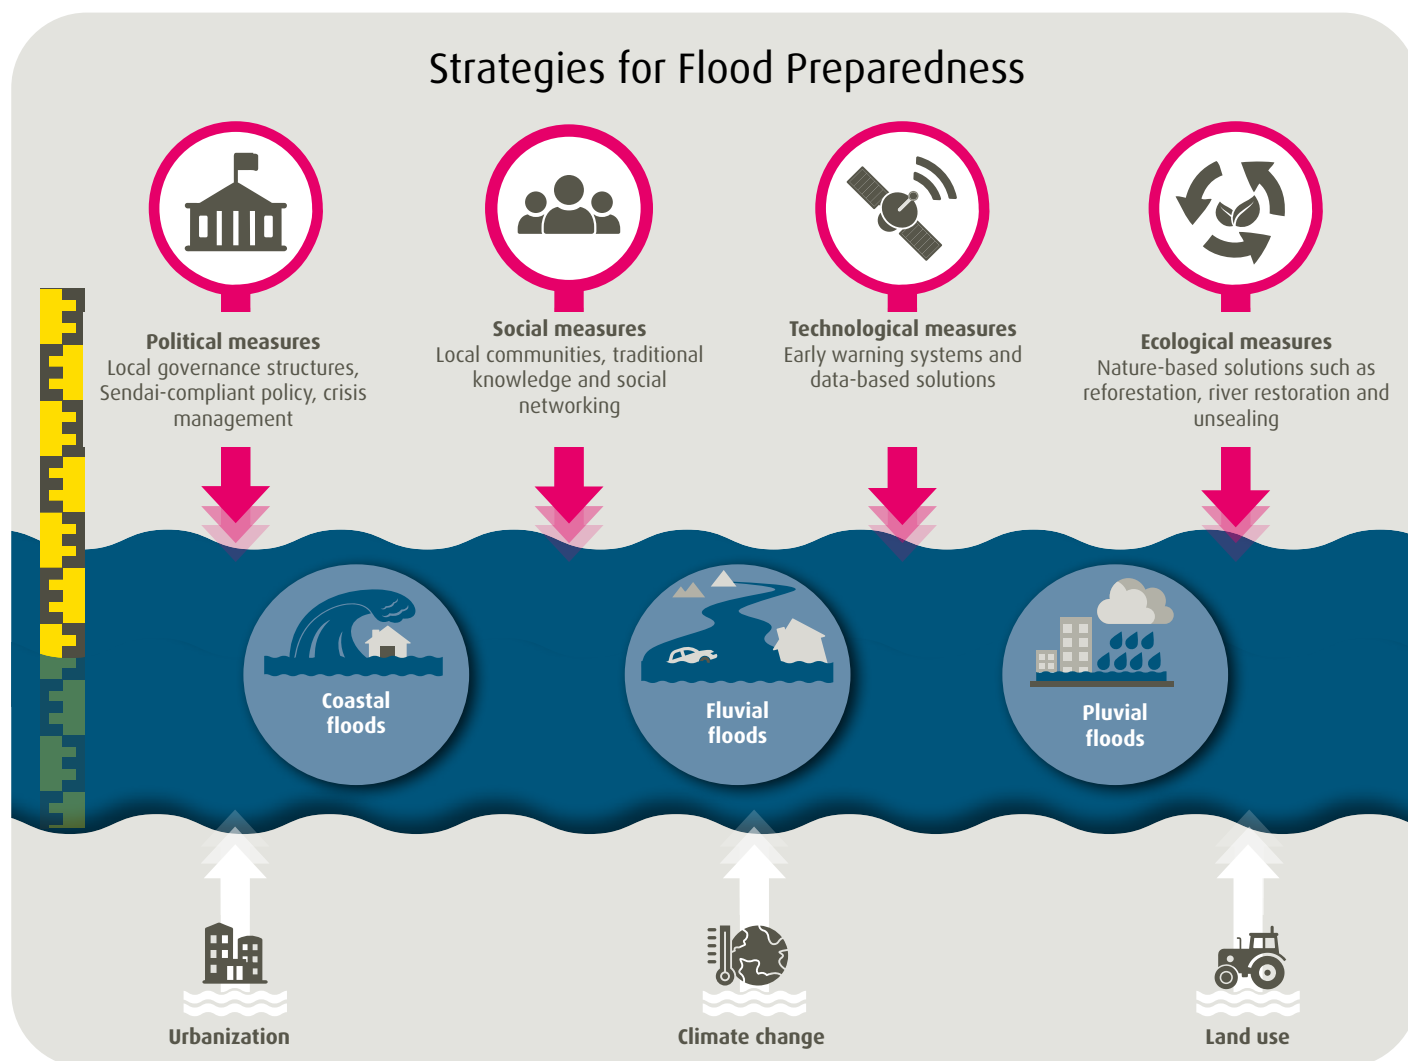 Strategies for Flood Preparedness
Political measures
Local governance structures,
Sendai-compliant policy, crisis
management
Social measures
Local communities, traditional
knowledge and social
networking
Technological measures
Early warning systems and
data-based solutions
Ecological measures
Nature-based solutions such as
reforestation, river restoration and
unsealing
Coastal
floods
Fluvial
floods
Pluvial
floods
Urbanization
Climate change
Land use